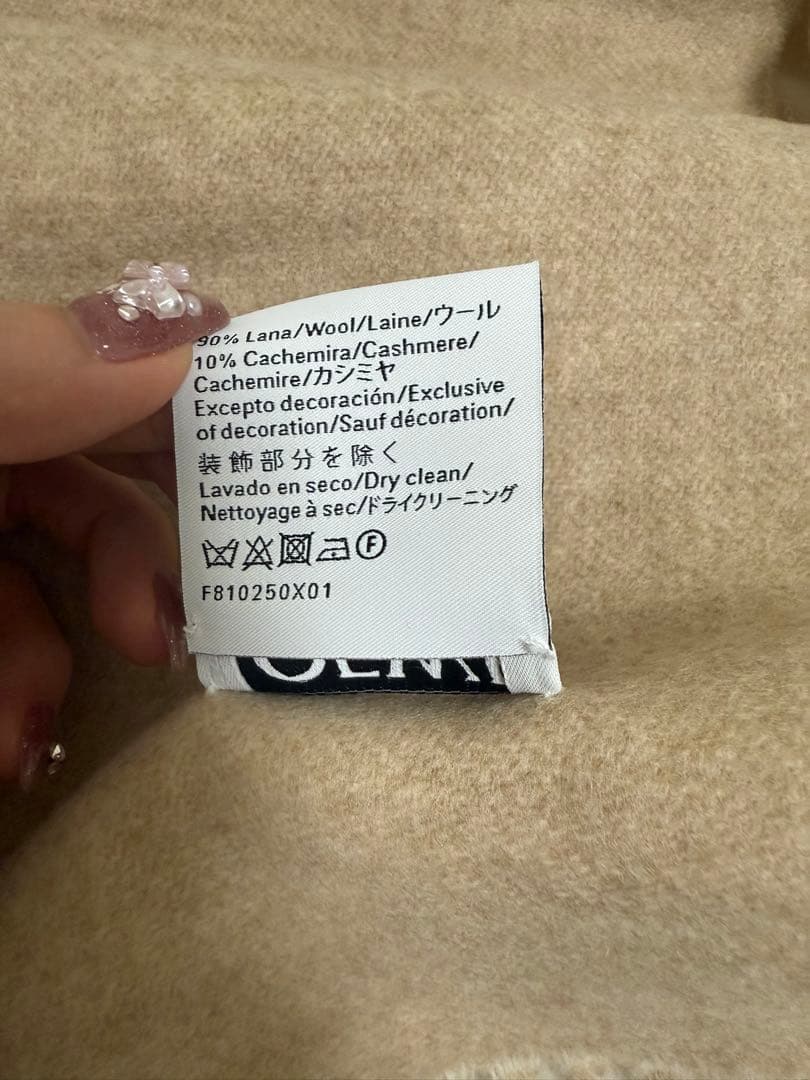 90% Lana/Wool/Laine/ウール
10% Cachemira/Cashmere/
Cachemire/カシミヤ
Excepto decoración/Exclusive
of decoration/Sauf décoration/
装飾部分を除く
Lavado en seco/Dry clean/
Nettoyage à sec/ドライクリーニング
F
F810250X01